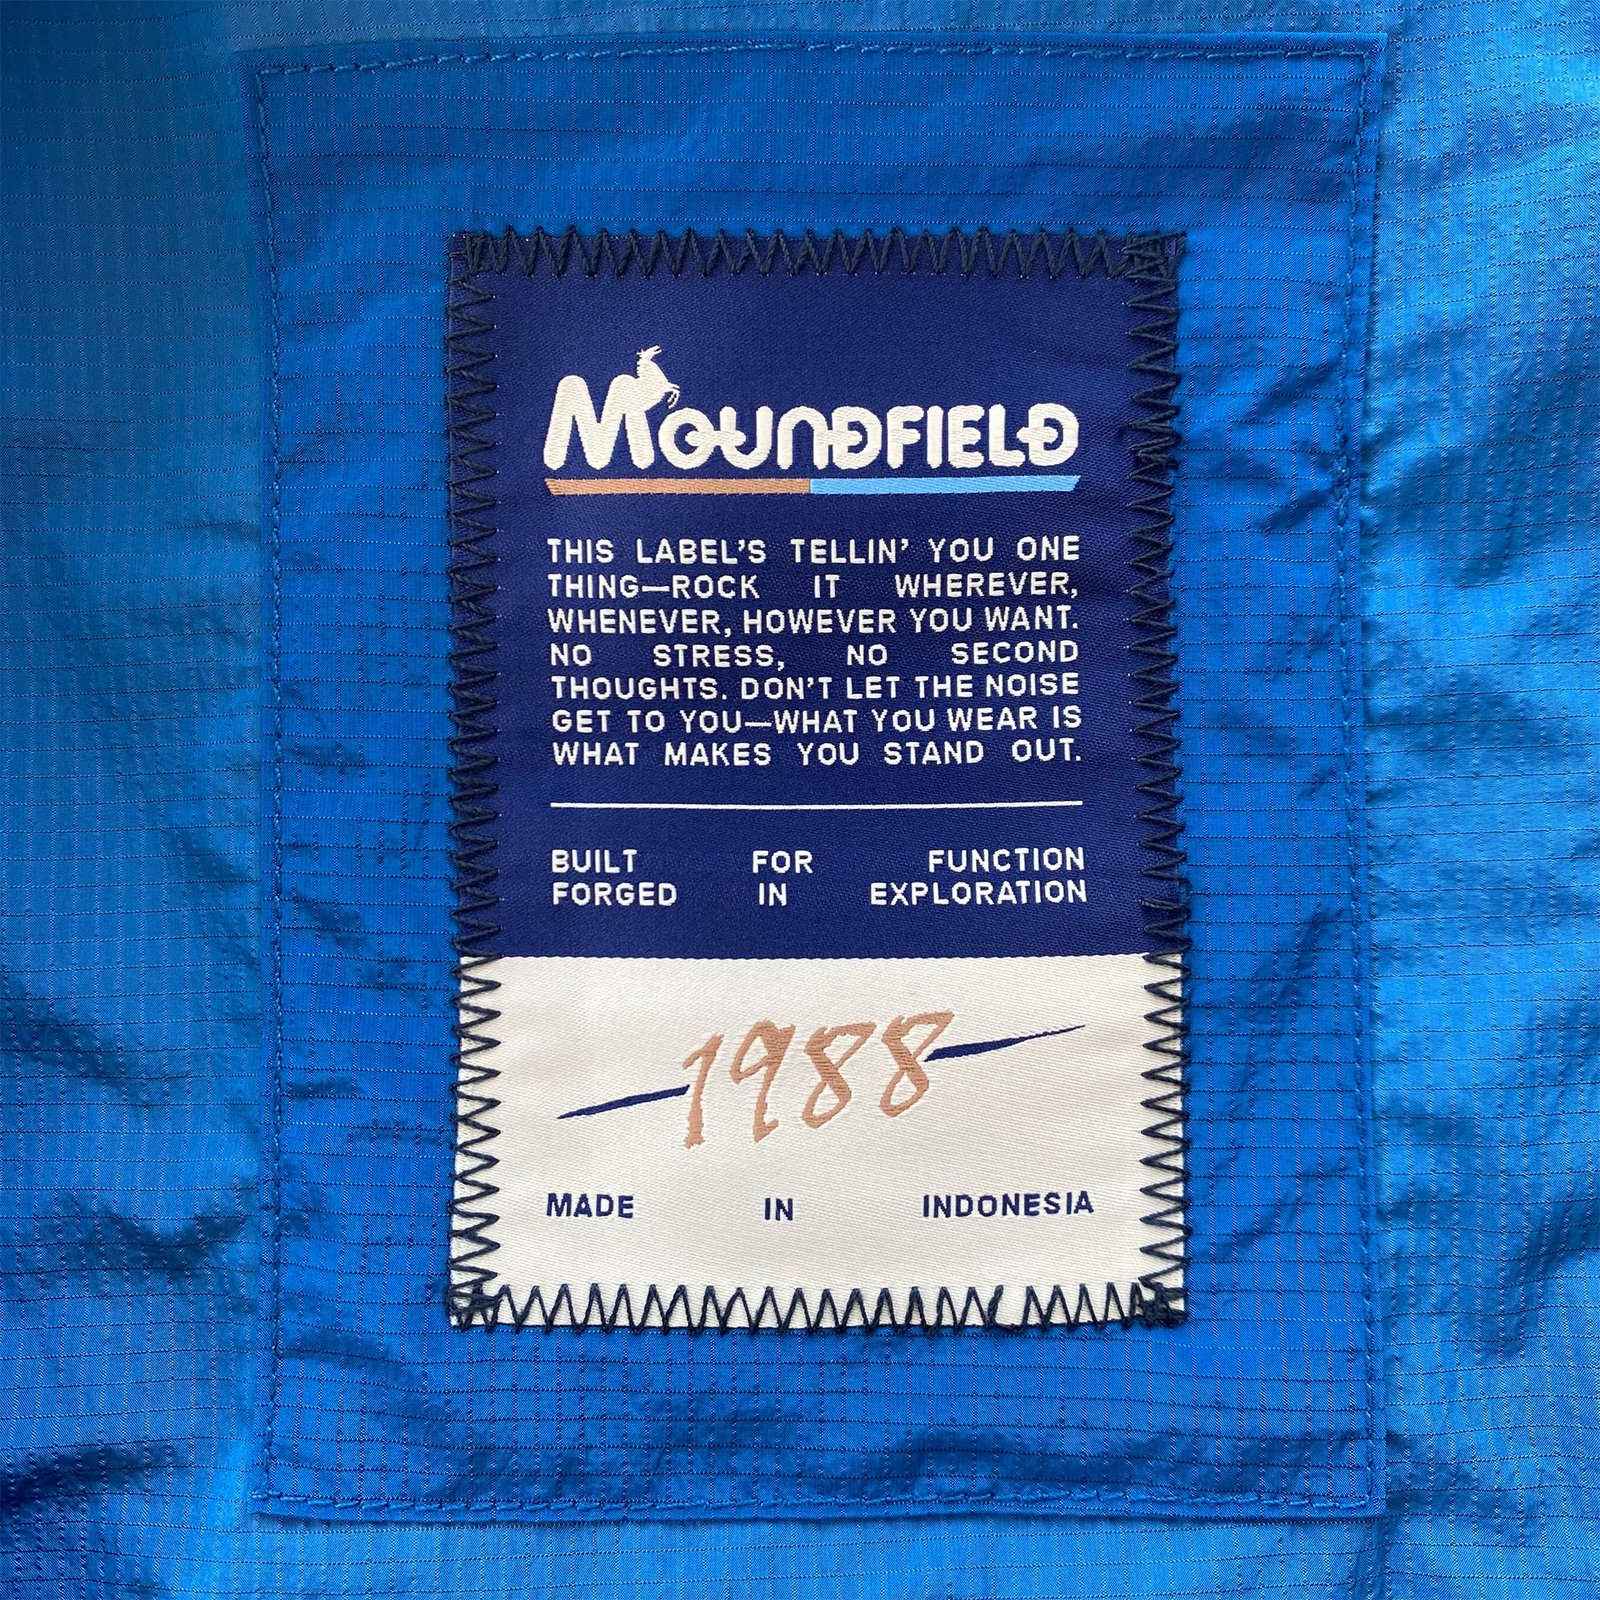 MOUNDFIELD
THIS LABEL'S TELLIN' YOU ONE
THING—ROCK IT WHEREVER,
WHENEVER, HOWEVER YOU WANT.
NO STRESS, NO SECOND
THOUGHTS. DON'T LET THE NOISE
GET TO YOU—WHAT YOU WEAR IS
WHAT MAKES YOU STAND OUT.
BUILT FOR FUNCTION
FORGED IN EXPLORATION
1988
MADE IN INDONESIA